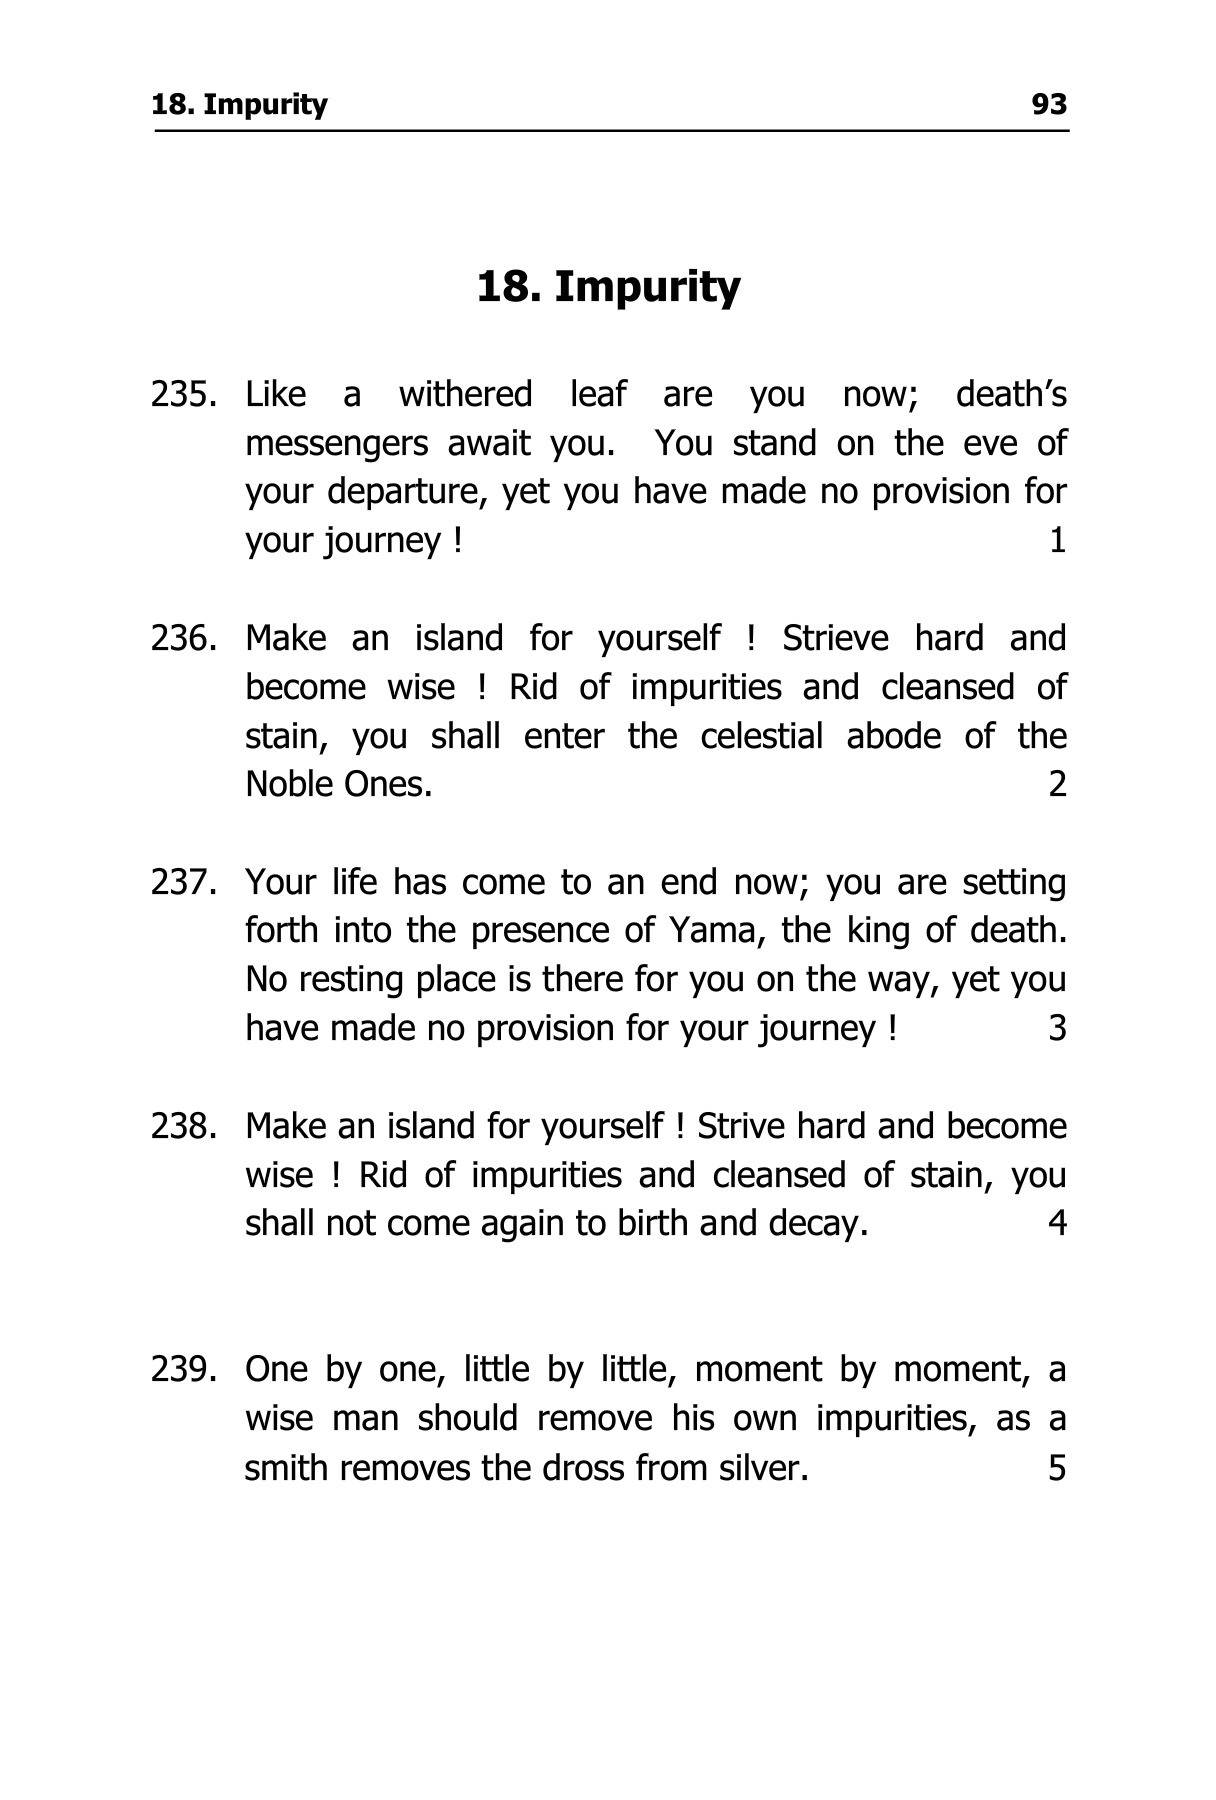 18. Impurity 93
18. Impurity
235. Like a withered leaf are you now; death’s
messengers await you.  You stand on the eve of
your departure, yet you have made no provision for
your journey ! 1
236. Make an island for yourself ! Strieve hard and
become wise ! Rid of impurities and cleansed of
stain, you shall enter the celestial abode of the
Noble Ones. 2
237. Your life has come to an end now; you are setting
forth into the presence of Yama, the king of death.
No resting place is there for you on the way, yet you
have made no provision for your journey ! 3
238. Make an island for yourself ! Strive hard and become
wise ! Rid of impurities and cleansed of stain, you
shall not come again to birth and decay. 4
239. One by one, little by little, moment by moment, a
wise man should remove his own impurities, as a
smith removes the dross from silver. 5